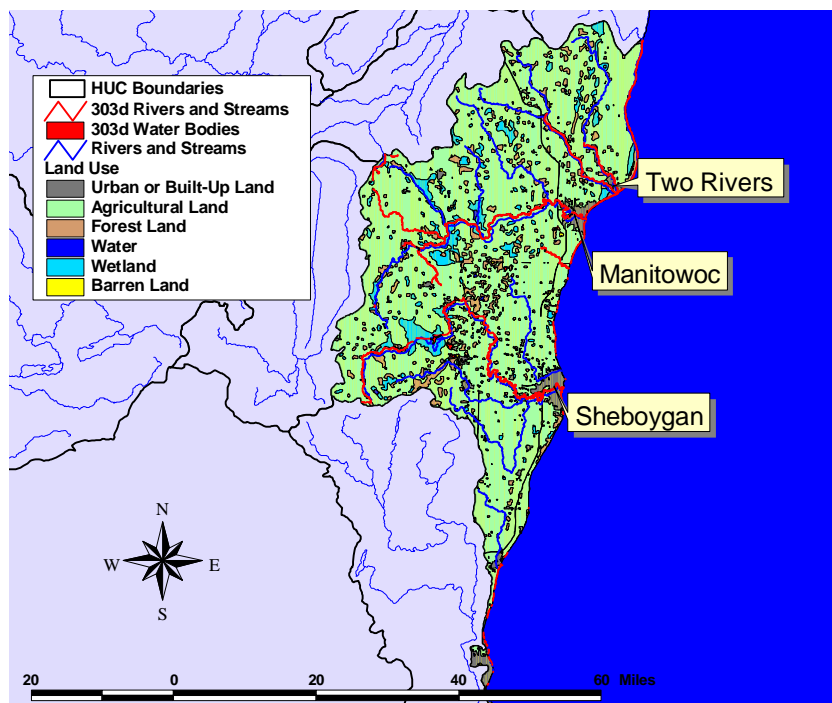 HUC Boundaries
303d Rivers and Streams
303d Water Bodies
Rivers and Streams
Land Use
Urban or Built-Up Land
Agricultural Land
Forest Land
Water
Wetland
Barren Land
Two Rivers
Manitowoc
Sheboygan
N
W E
S
20 0 20 40 60 Miles